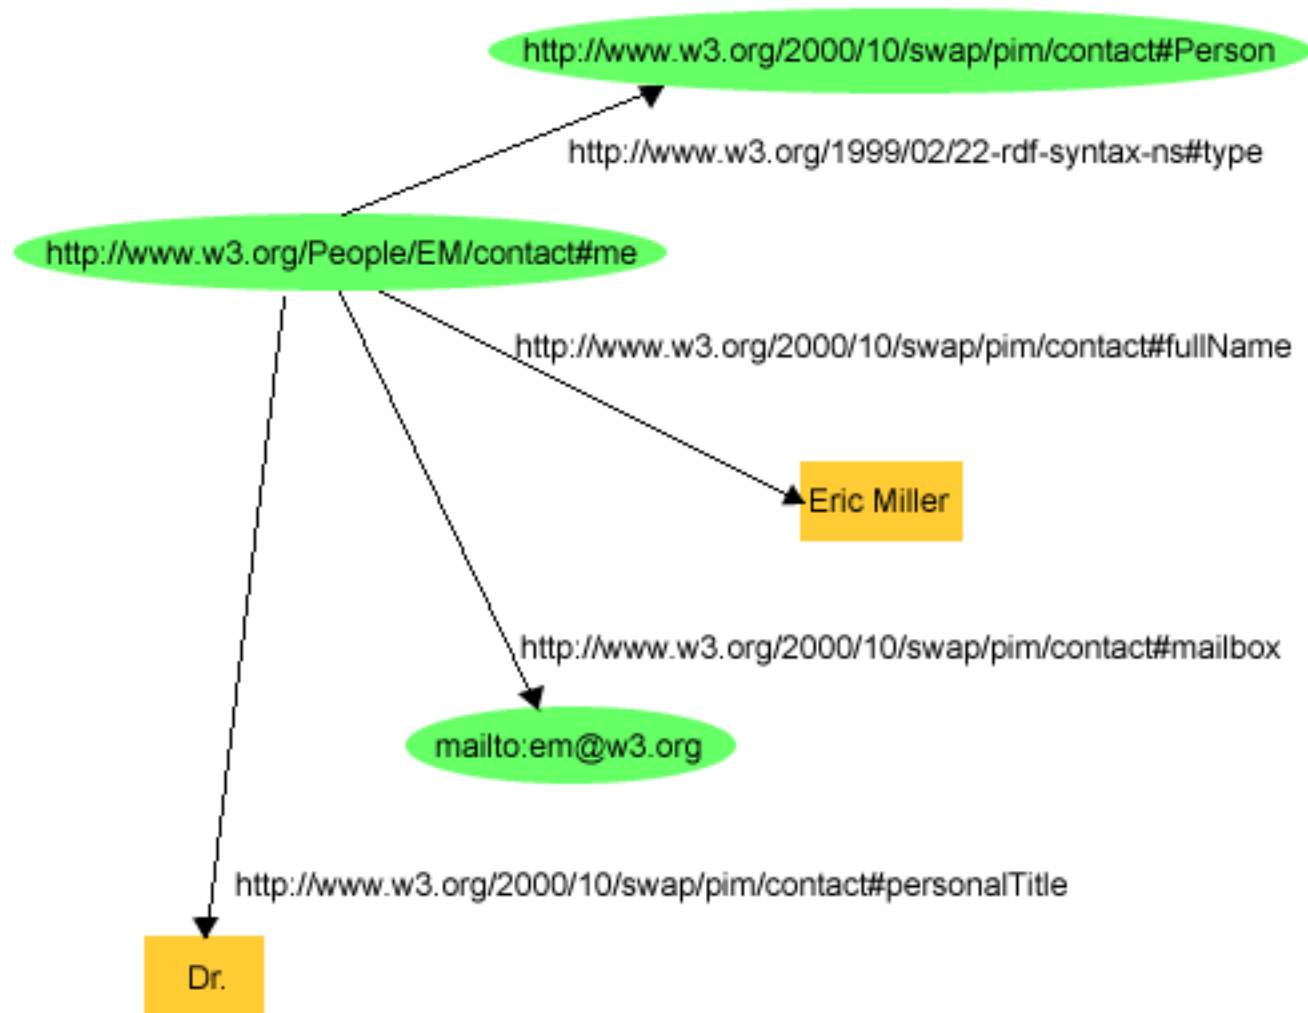 http://www.w3.org/2000/10/swap/pim/contact#Person
http://www.w3.org/1999/02/22-rdf-syntax-ns#type
http://www.w3.org/People/EM/contact#me
http://www.w3.org/2000/10/swap/pim/contact#fullName
Eric Miller
http://www.w3.org/2000/10/swap/pim/contact#mailbox
mailto:em@w3.org
http://www.w3.org/2000/10/swap/pim/contact#personalTitle
Dr.